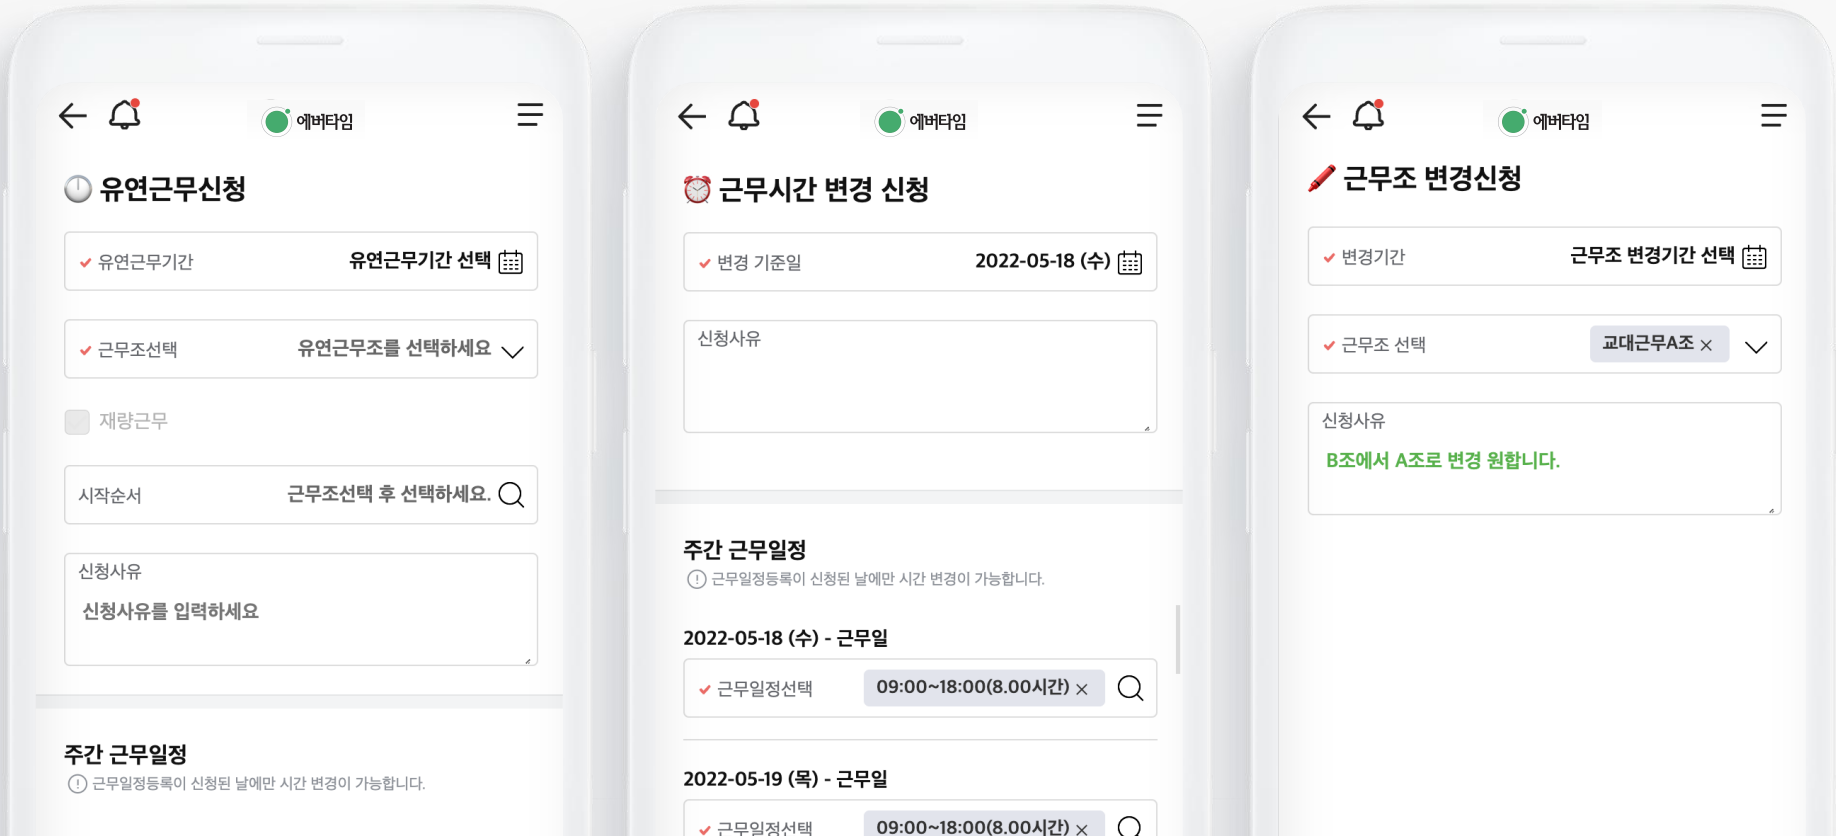 에버타임
유연근무신청
유연근무기간 유연근무기간 선택
근무조선택 유연근무조를 선택하세요
재량근무
시작순서 근무조선택 후 선택하세요.
신청사유
신청사유를 입력하세요
주간 근무일정
근무일정등록이 신청된 날에만 시간 변경이 가능합니다.
에버타임
근무시간 변경 신청
변경 기준일 2022-05-18 (수)
신청사유
주간 근무일정
근무일정등록이 신청된 날에만 시간 변경이 가능합니다.
2022-05-18 (수) - 근무일
근무일정선택 09:00~18:00(8.00시간) ×
2022-05-19 (목) - 근무일
근무일정선택 09:00~18:00(8.00시간) ×
에버타임
근무조 변경신청
변경기간 근무조 변경기간 선택
근무조 선택 교대근무A조 ×
신청사유
B조에서 A조로 변경 원합니다.